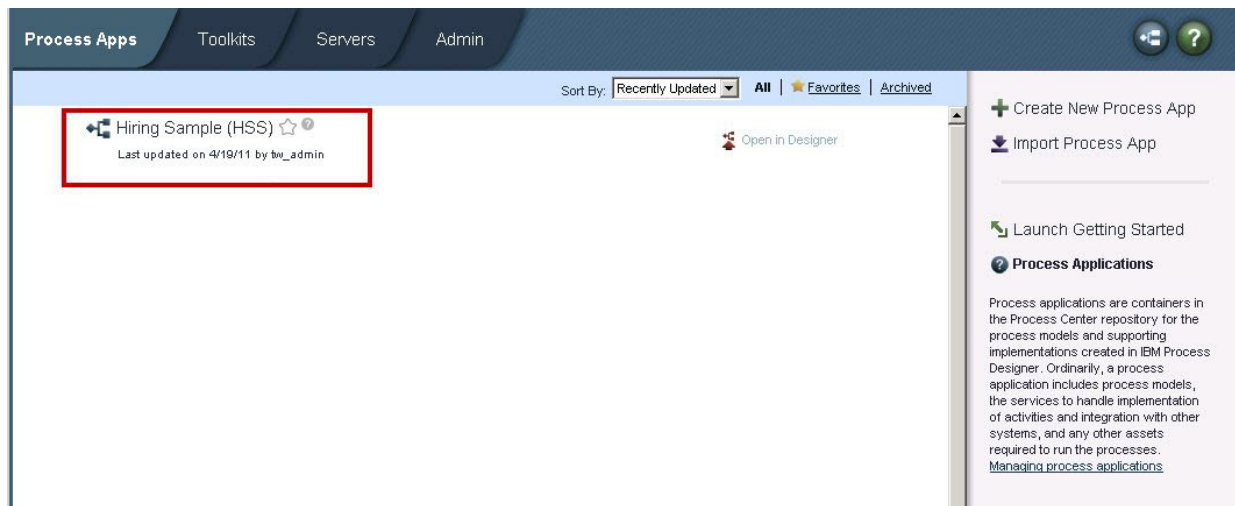 Process Apps
Toolkits
Servers
Admin
?
Sort By: Recently Updated All | Favorites | Archived
Hiring Sample (HSS) ?
Last updated on 4/19/11 by tw_admin
Open in Designer
Create New Process App
Import Process App
Launch Getting Started
? Process Applications
Process applications are containers in
the Process Center repository for the
process models and supporting
implementations created in IBM Process
Designer. Ordinarily, a process
application includes process models,
the services to handle implementation
of activities and integration with other
systems, and any other assets
required to run the processes.
Managing process applications